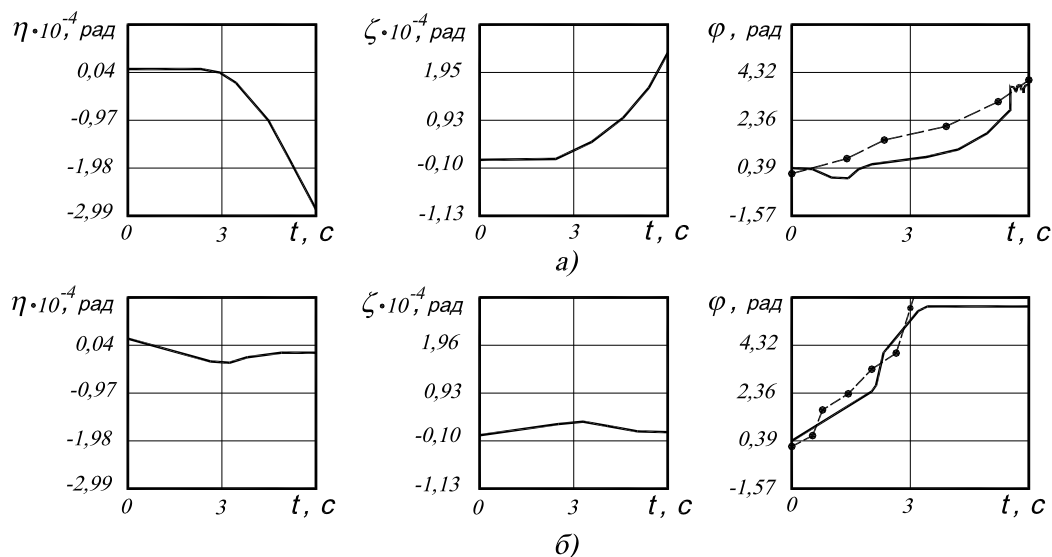 η•10⁻⁴, рад
0,04
-0,97
-1,98
-2,99
0 3 t, с
ζ•10⁻⁴, рад
1,95
0,93
-0,10
-1,13
0 3 t, с
φ, рад
4,32
2,36
0,39
-1,57
0 3 t, с
а)
η•10⁻⁴ рад
0,04
-0,97
-1,98
-2,99
0 3 t, с
ζ•10⁻⁴ рад
1,96
0,93
-0,10
-1,13
0 3 t, с
φ, рад
4,32
2,36
0,39
-1,57
0 3 t, с
б)